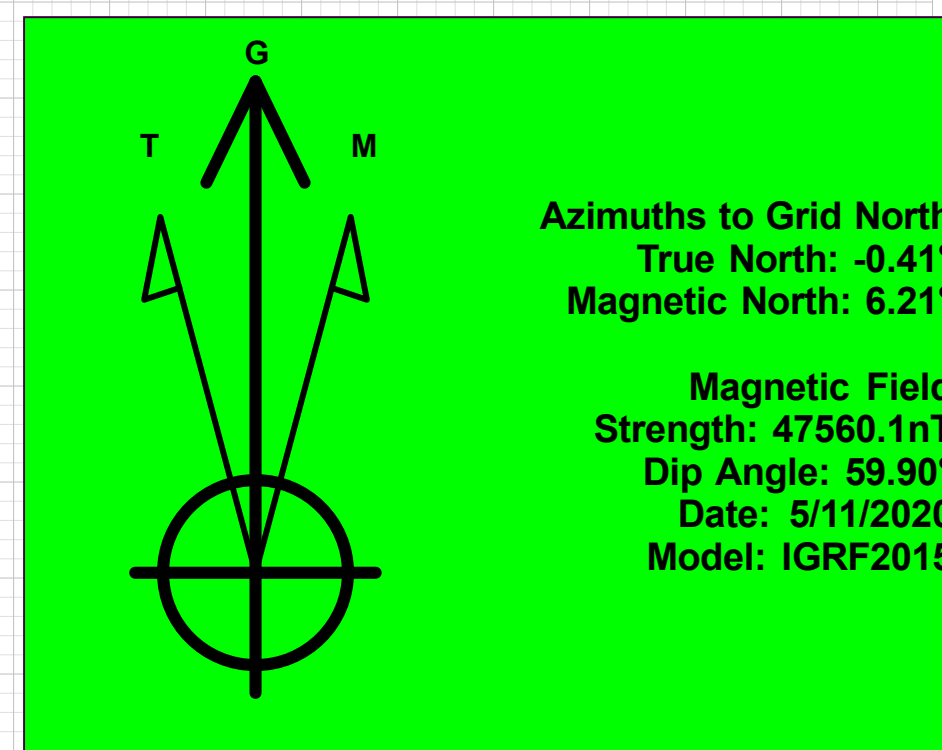 G
T M
Azimuths to Grid North
True North: -0.41°
Magnetic North: 6.21°
Magnetic Field
Strength: 47560.1nT
Dip Angle: 59.90°
Date: 5/11/2020
Model: IGRF2015